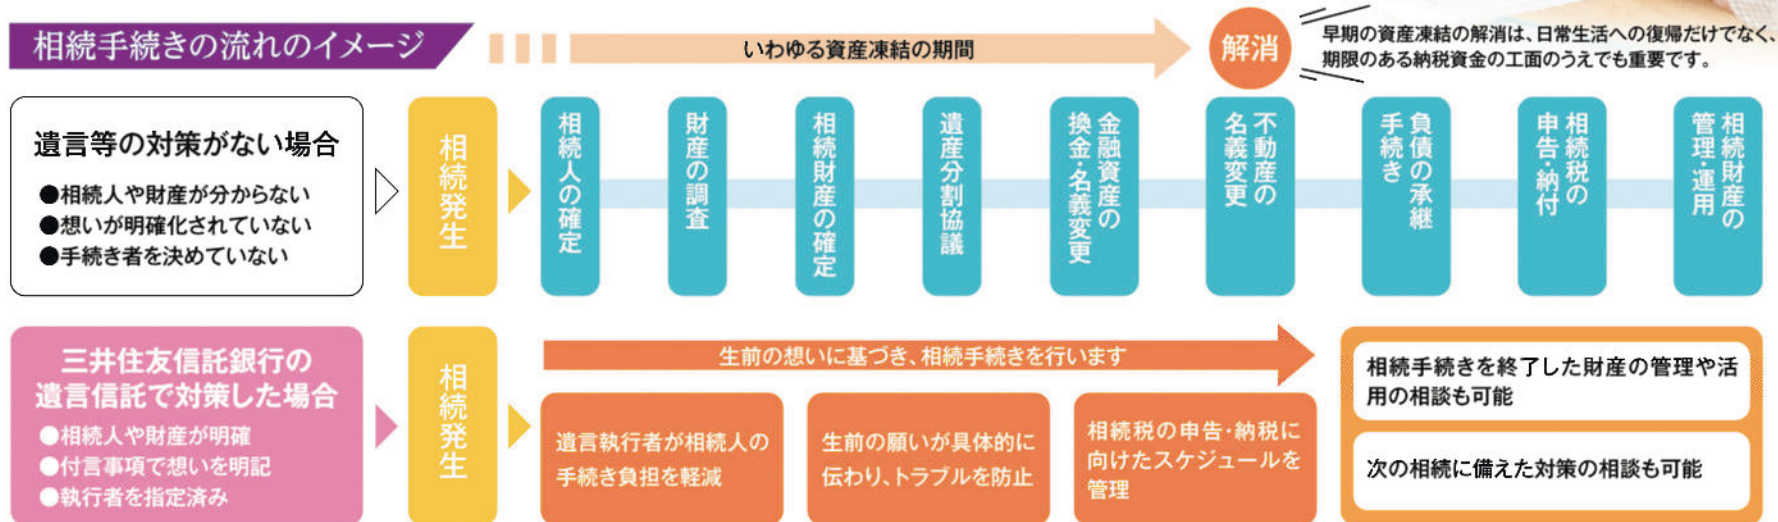 相続手続きの流れのイメージ
いわゆる資産凍結の期間
解消
早期の資産凍結の解消は、日常生活への復帰だけでなく、
期限のある納税資金の工面のうえでも重要です。
遺言等の対策がない場合
●相続人や財産が分からない
●想いが明確化されていない
●手続き者を決めていない
相続発生
相続人の確定
財産の調査
相続財産の確定
遺産分割協議
金融資産の
換金・名義変更
不動産の
名義変更
負債の承継
手続き
相続税の
申告・納付
相続財産の
管理・運用
三井住友信託銀行の
遺言信託で対策した場合
●相続人や財産が明確
●付言事項で想いを明記
●執行者を指定済み
相続発生
生前の想いに基づき、相続手続きを行います
遺言執行者が相続人の
手続き負担を軽減
生前の願いが具体的に
伝わり、トラブルを防止
相続税の申告・納税に
向けたスケジュールを
管理
相続手続きを終了した財産の管理や活
用の相談も可能
次の相続に備えた対策の相談も可能